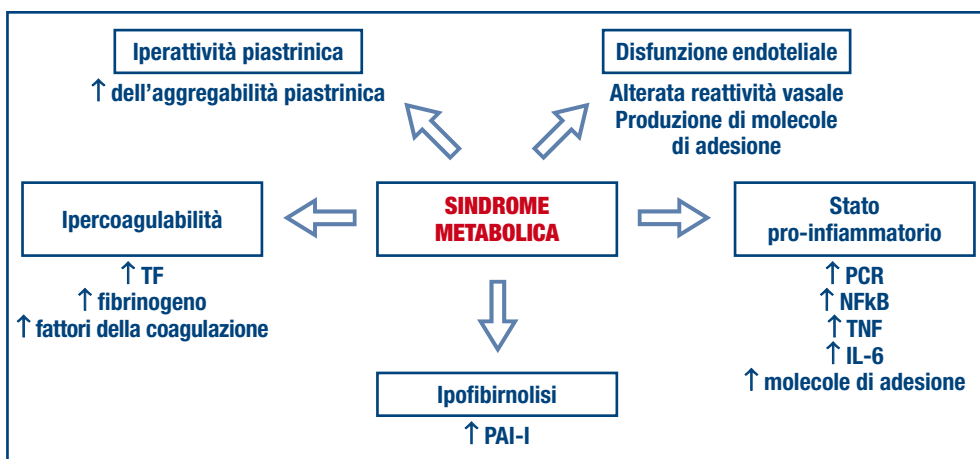 Iperattività piastrinica
↑ dell'aggregabilità piastrinica
Disfunzione endoteliale
Alterata reattività vasale
Produzione di molecole
di adesione
Ipercoagulabilità
↑ TF
↑ fibrinogeno
↑ fattori della coagulazione
SINDROME
METABOLICA
Stato
pro-infiammatorio
↑ PCR
↑ NFkB
↑ TNF
↑ IL-6
↑ molecole di adesione
Ipofibirnolisi
↑ PAI-I